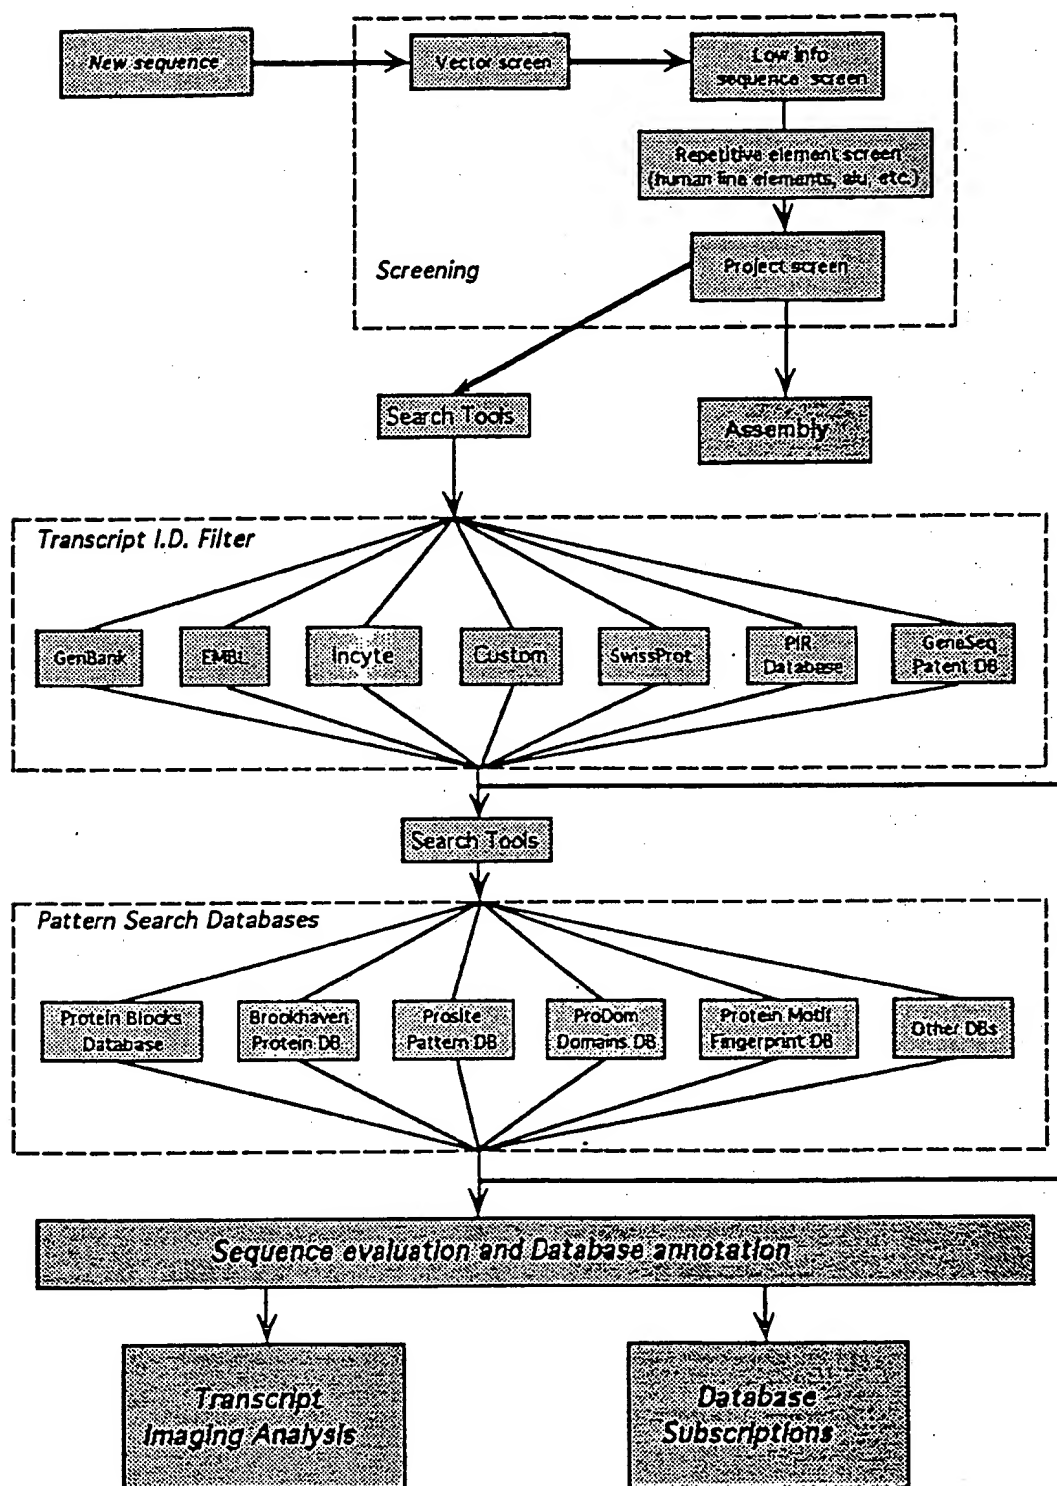 New sequence
Vector screen
Low info
sequence screen
Repetitive element screen
(human line elements, alu, etc.)
Screening
Project screen
Search Tools
Assembly
Transcript I.D. Filter
GenBank
EMBL
Incyte
Custom
SwissProt
PIR
Database
GeneSeq
Patent DB
Search Tools
Pattern Search Databases
Protein Blocks
Database
Brookhaven
Protein DB
Prosite
Pattern DB
ProDom
Domains DB
Protein Motif
Fingerprint DB
Other DBs
Sequence evaluation and Database annotation
Transcript
Imaging Analysis
Database
Subscriptions